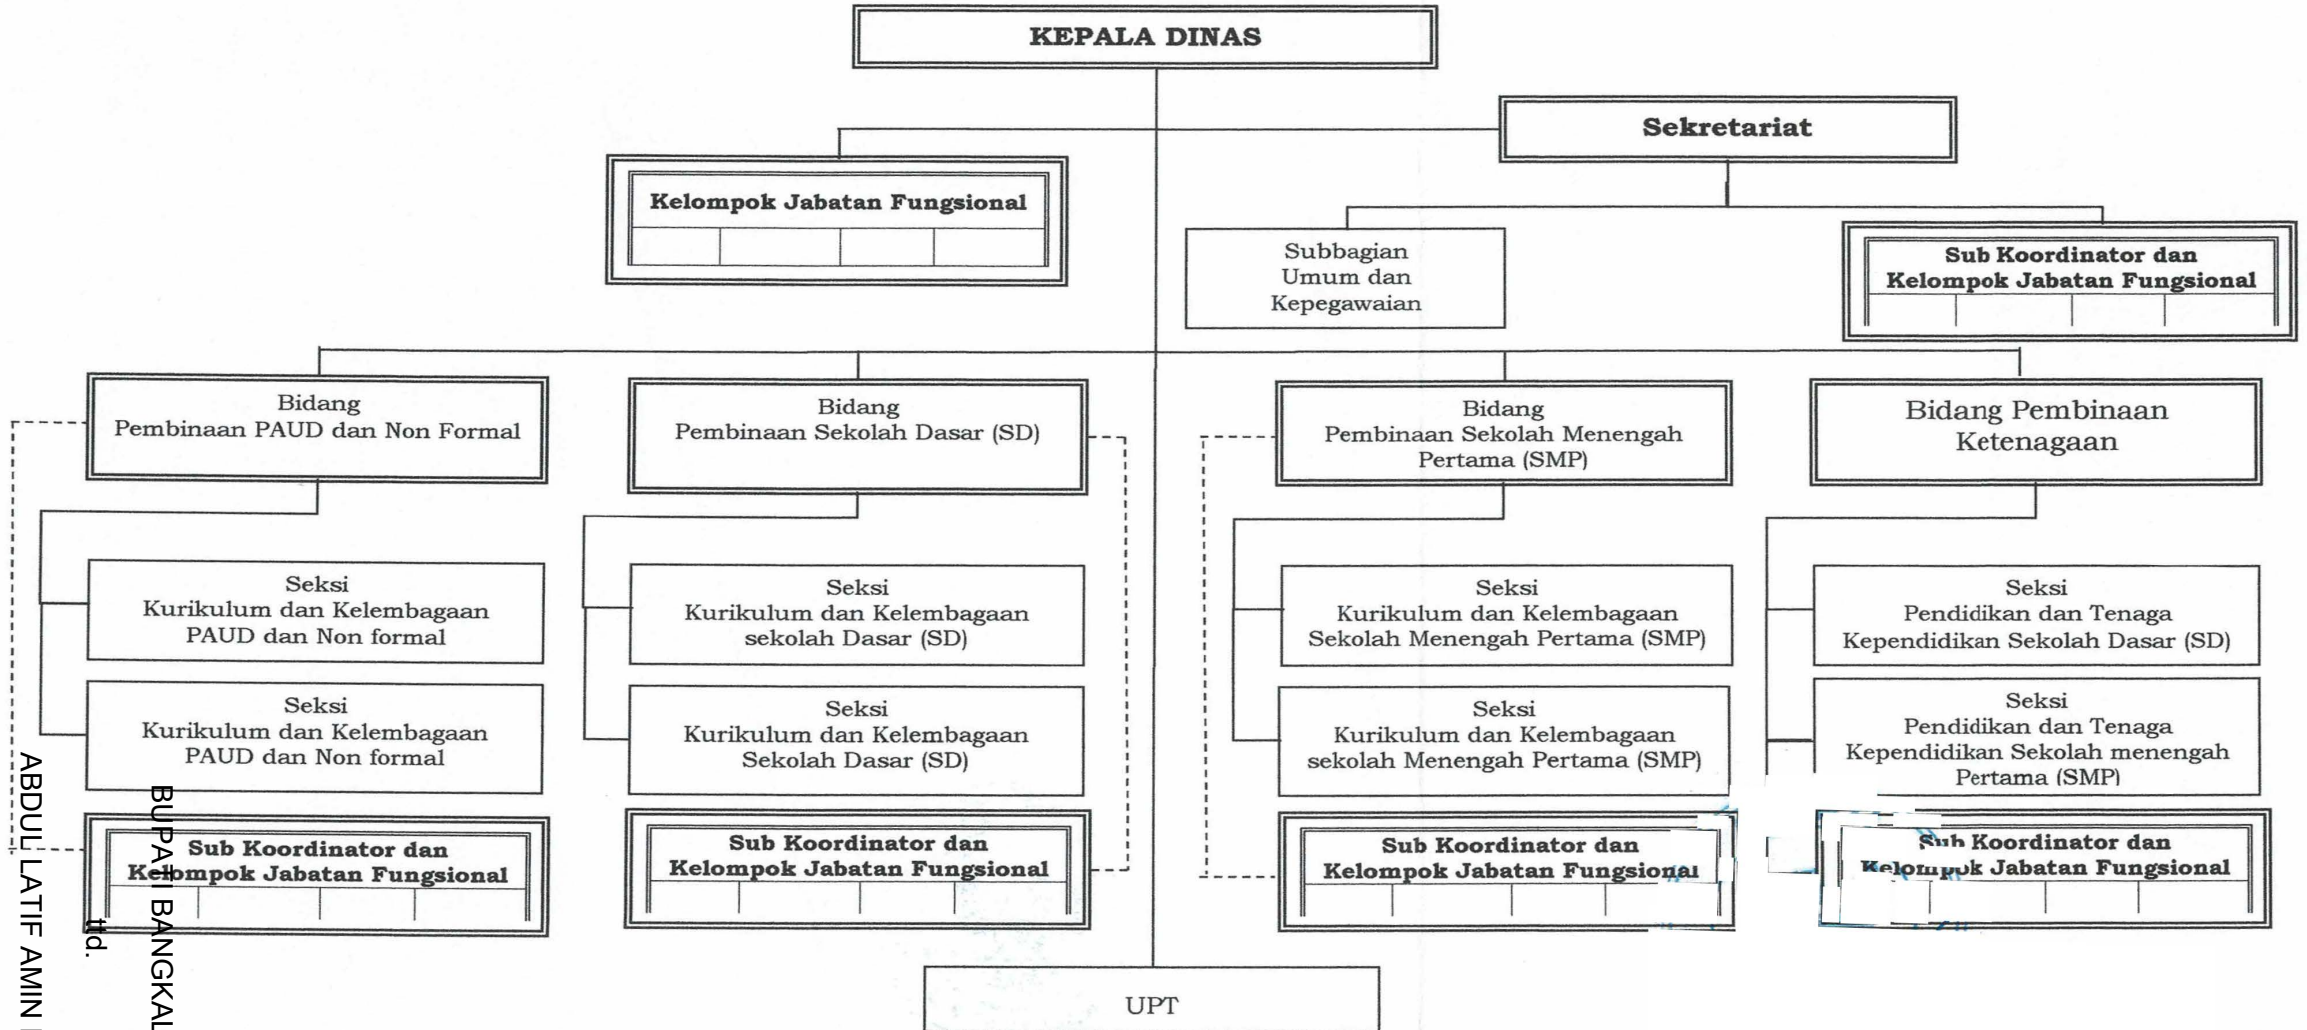 KEPALA DINAS
Sekretariat
Kelompok Jabatan Fungsional
Subbagian
Umum dan
Kepegawaian
Sub Koordinator dan
Kelompok Jabatan Fungsional
Bidang
Pembinaan PAUD dan Non Formal
Bidang
Pembinaan Sekolah Dasar (SD)
Bidang
Pembinaan Sekolah Menengah
Pertama (SMP)
Bidang Pembinaan
Ketenagaan
Seksi
Kurikulum dan Kelembagaan
PAUD dan Non formal
Seksi
Kurikulum dan Kelembagaan
sekolah Dasar (SD)
Seksi
Kurikulum dan Kelembagaan
Sekolah Menengah Pertama (SMP)
Seksi
Pendidikan dan Tenaga
Kependidikan Sekolah Dasar (SD)
Seksi
Kurikulum dan Kelembagaan
PAUD dan Non formal
Seksi
Kurikulum dan Kelembagaan
Sekolah Dasar (SD)
Seksi
Kurikulum dan Kelembagaan
sekolah Menengah Pertama (SMP)
Seksi
Pendidikan dan Tenaga
Kependidikan Sekolah menengah
Pertama (SMP)
Sub Koordinator dan
Kelompok Jabatan Fungsional
Sub Koordinator dan
Kelompok Jabatan Fungsional
Sub Koordinator dan
Kelompok Jabatan Fungsional
Sub Koordinator dan
Kelompok Jabatan Fungsional
UPT
BUPATI BANGKAL
ttd.
ABDUL LATIF AMIN